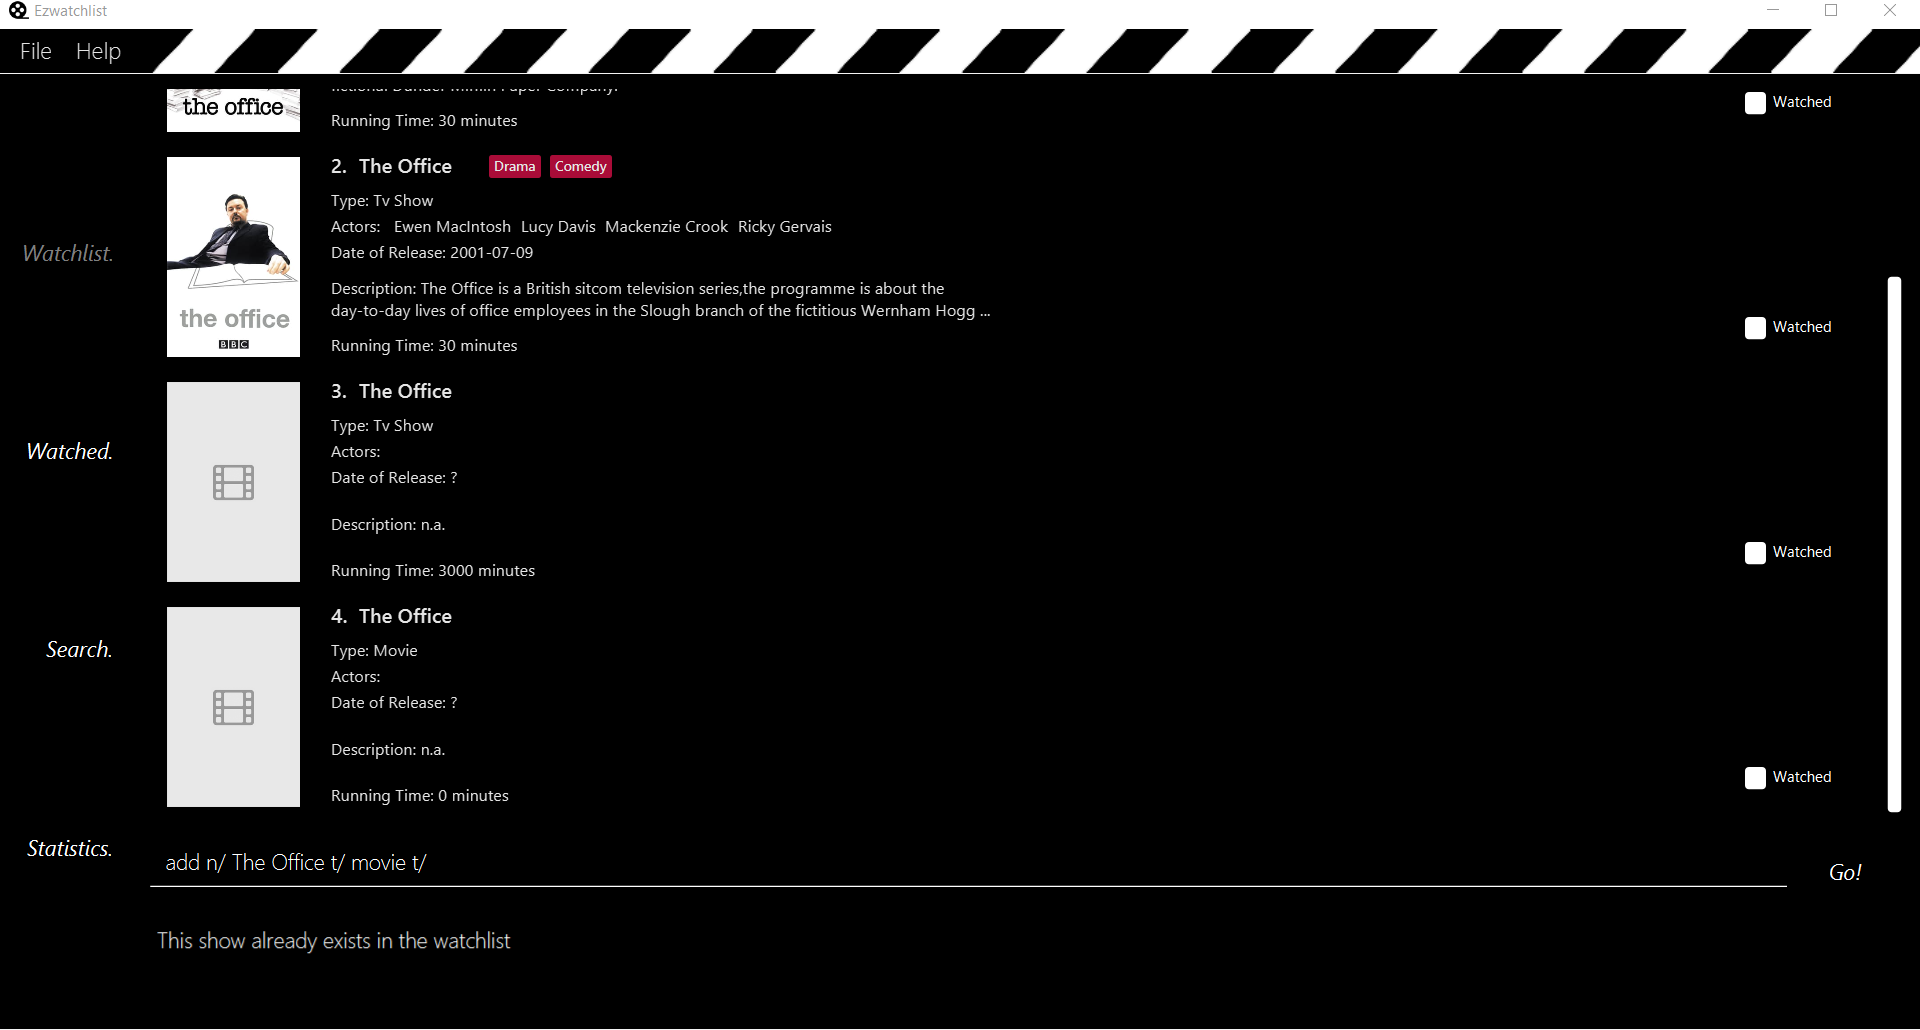 Ezwatchlist
File Help
the office
fictional Dunder Mifflin Paper Company.
Running Time: 30 minutes
Watched
2. The Office Drama Comedy
Type: Tv Show
Actors: Ewen MacIntosh Lucy Davis Mackenzie Crook Ricky Gervais
Watchlist.
Date of Release: 2001-07-09
Description: The Office is a British sitcom television series,the programme is about the
day-to-day lives of office employees in the Slough branch of the fictitious Wernham Hogg ...
the office
BBC
Running Time: 30 minutes
Watched
3. The Office
Type: Tv Show
Actors:
Watched.
Date of Release: ?
Description: n.a.
Running Time: 3000 minutes
Watched
4. The Office
Type: Movie
Search.
Actors:
Date of Release: ?
Description: n.a.
Running Time: 0 minutes
Watched
Statistics.
add n/ The Office t/ movie t/
Go!
This show already exists in the watchlist